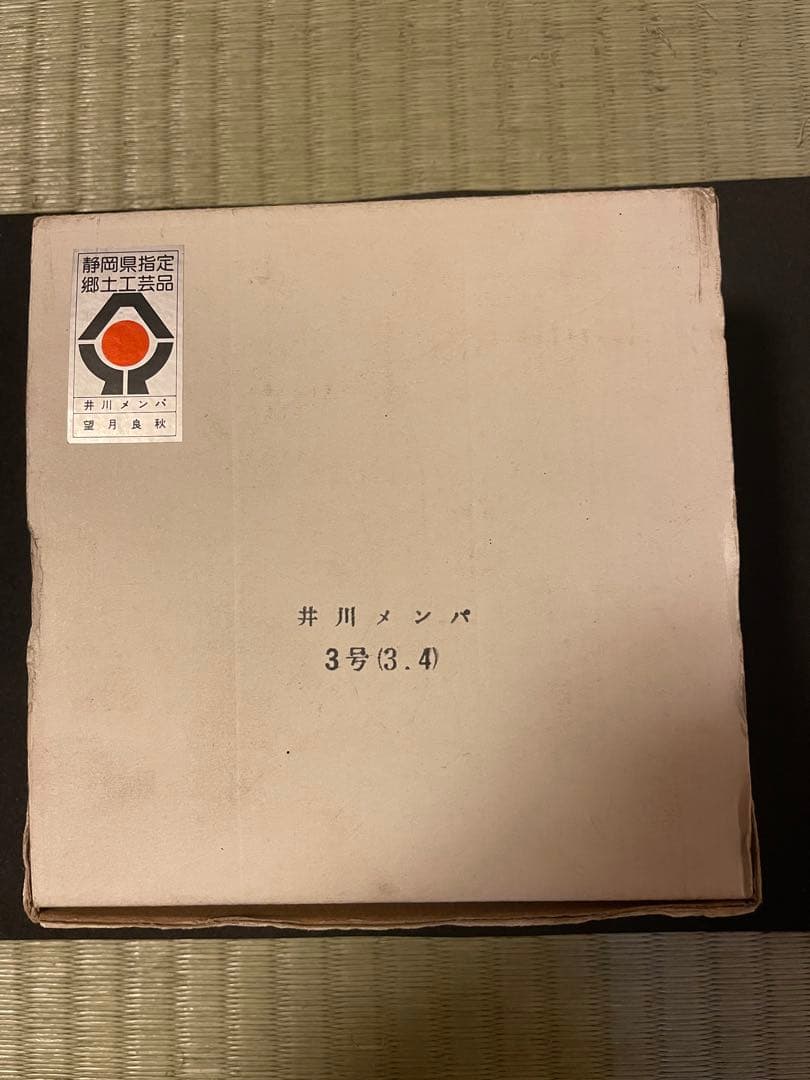 静岡県指定
郷土工芸品
井川メンパ
望月良秋
井川メンパ
3号(3.4)